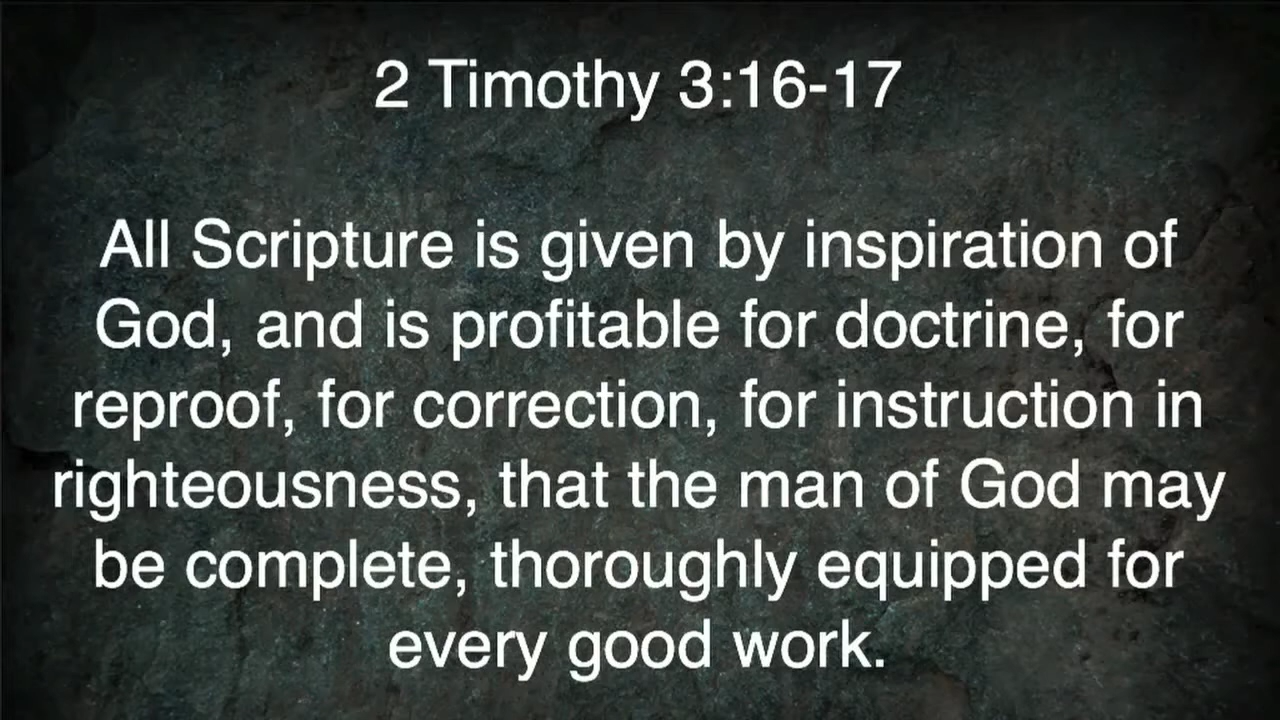 2 Timothy 3:16-17
All Scripture is given by inspiration of
God, and is profitable for doctrine, for
reproof, for correction, for instruction in
righteousness, that the man of God may
be complete, thoroughly equipped for
every good work.